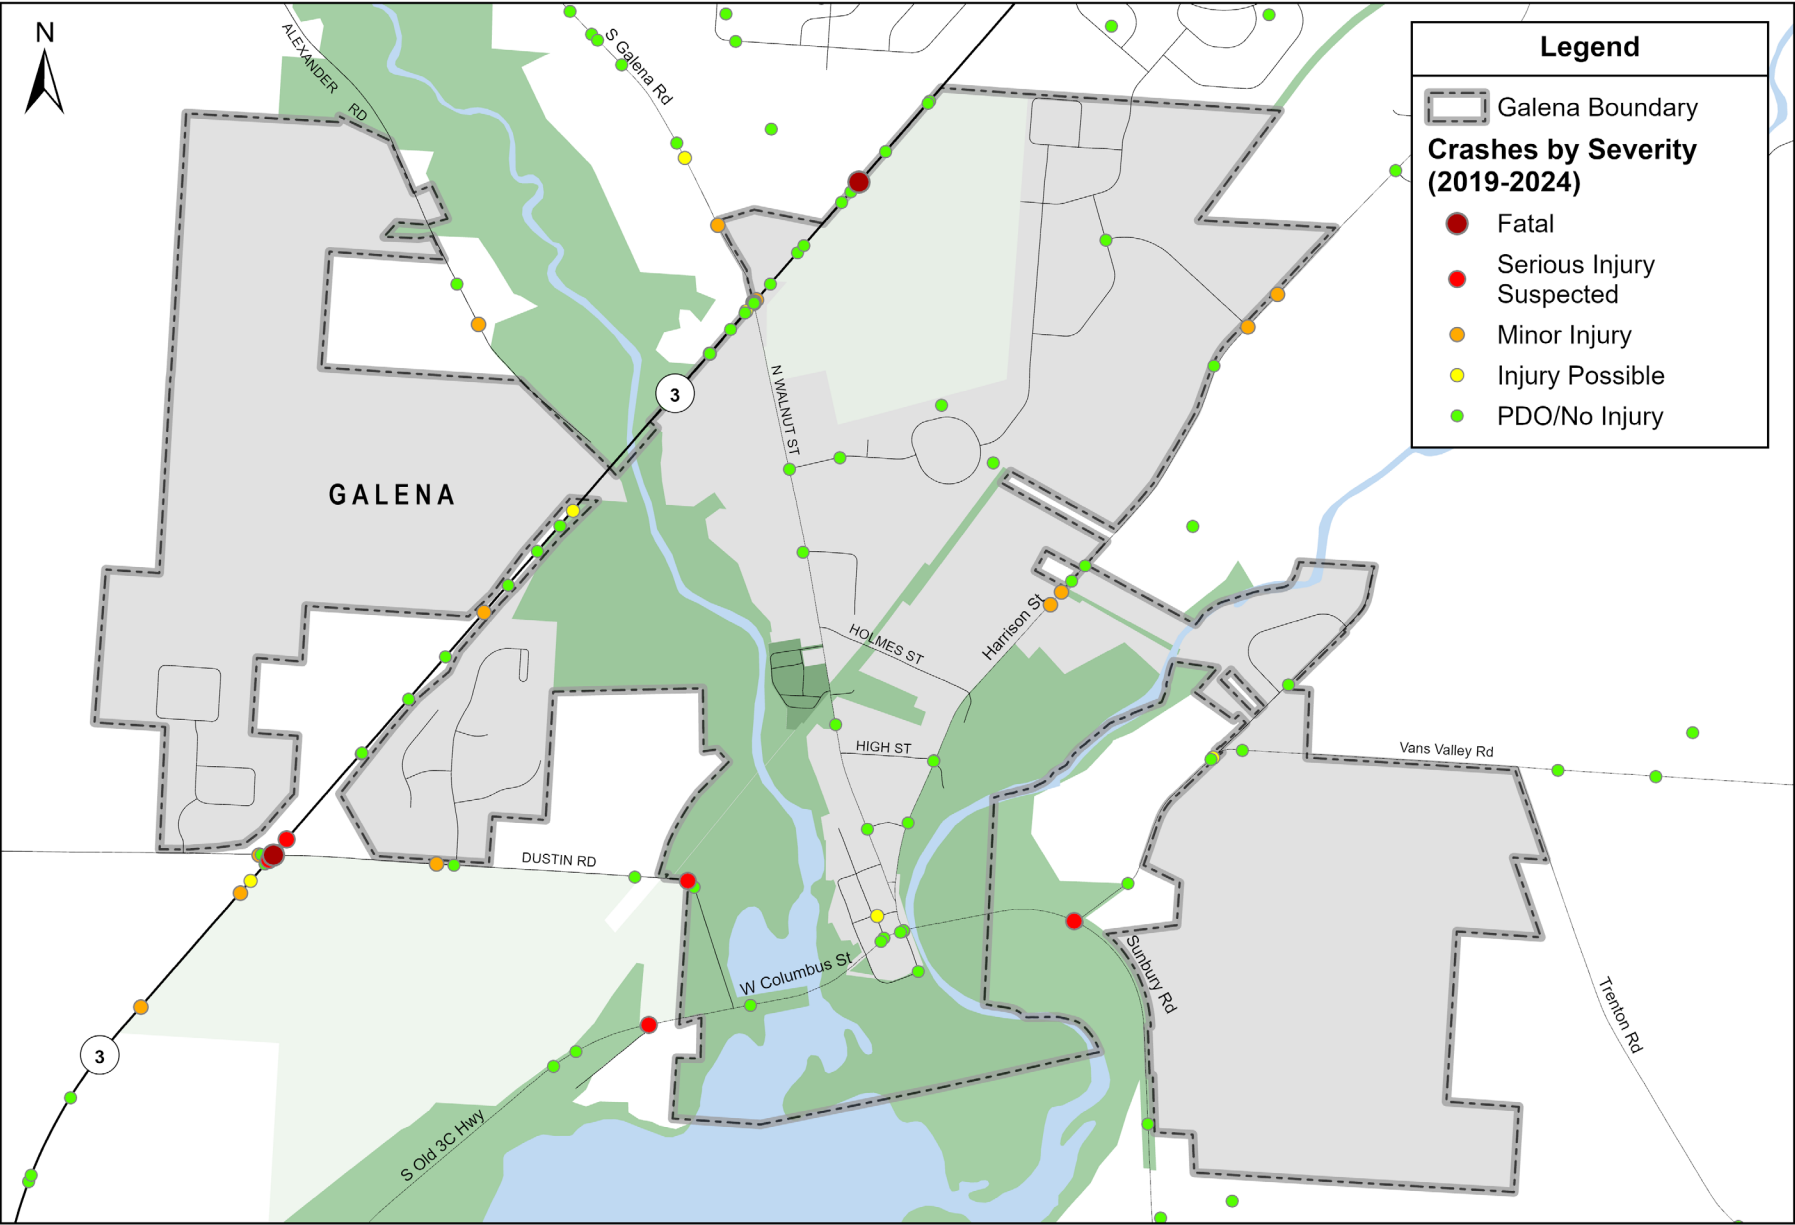 N
ALEXANDER RD
S Galena Rd
Legend
Galena Boundary
Crashes by Severity
(2019-2024)
Fatal
Serious Injury
Suspected
Minor Injury
Injury Possible
PDO/No Injury
3
N WALNUT ST
GALENA
Harrison St
HOLMES ST
HIGH ST
Vans Valley Rd
DUSTIN RD
W Columbus St
Sunbury Rd
Trenton Rd
3
S Old 3C Hwy